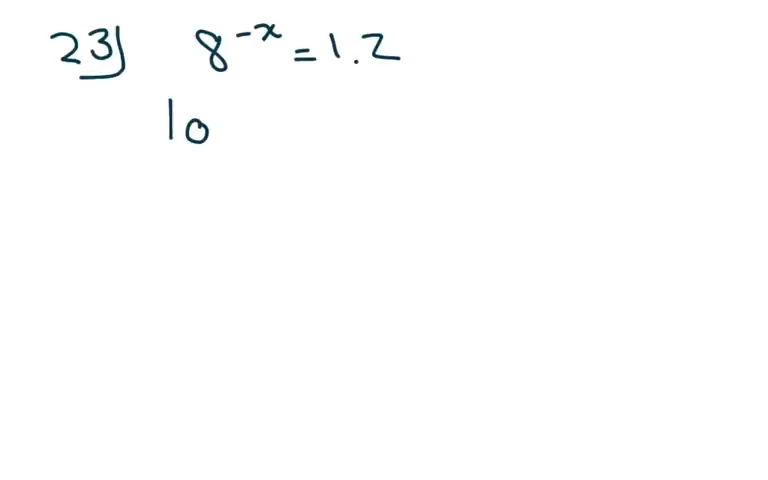 23) 8^{-x} = 1.2
lo